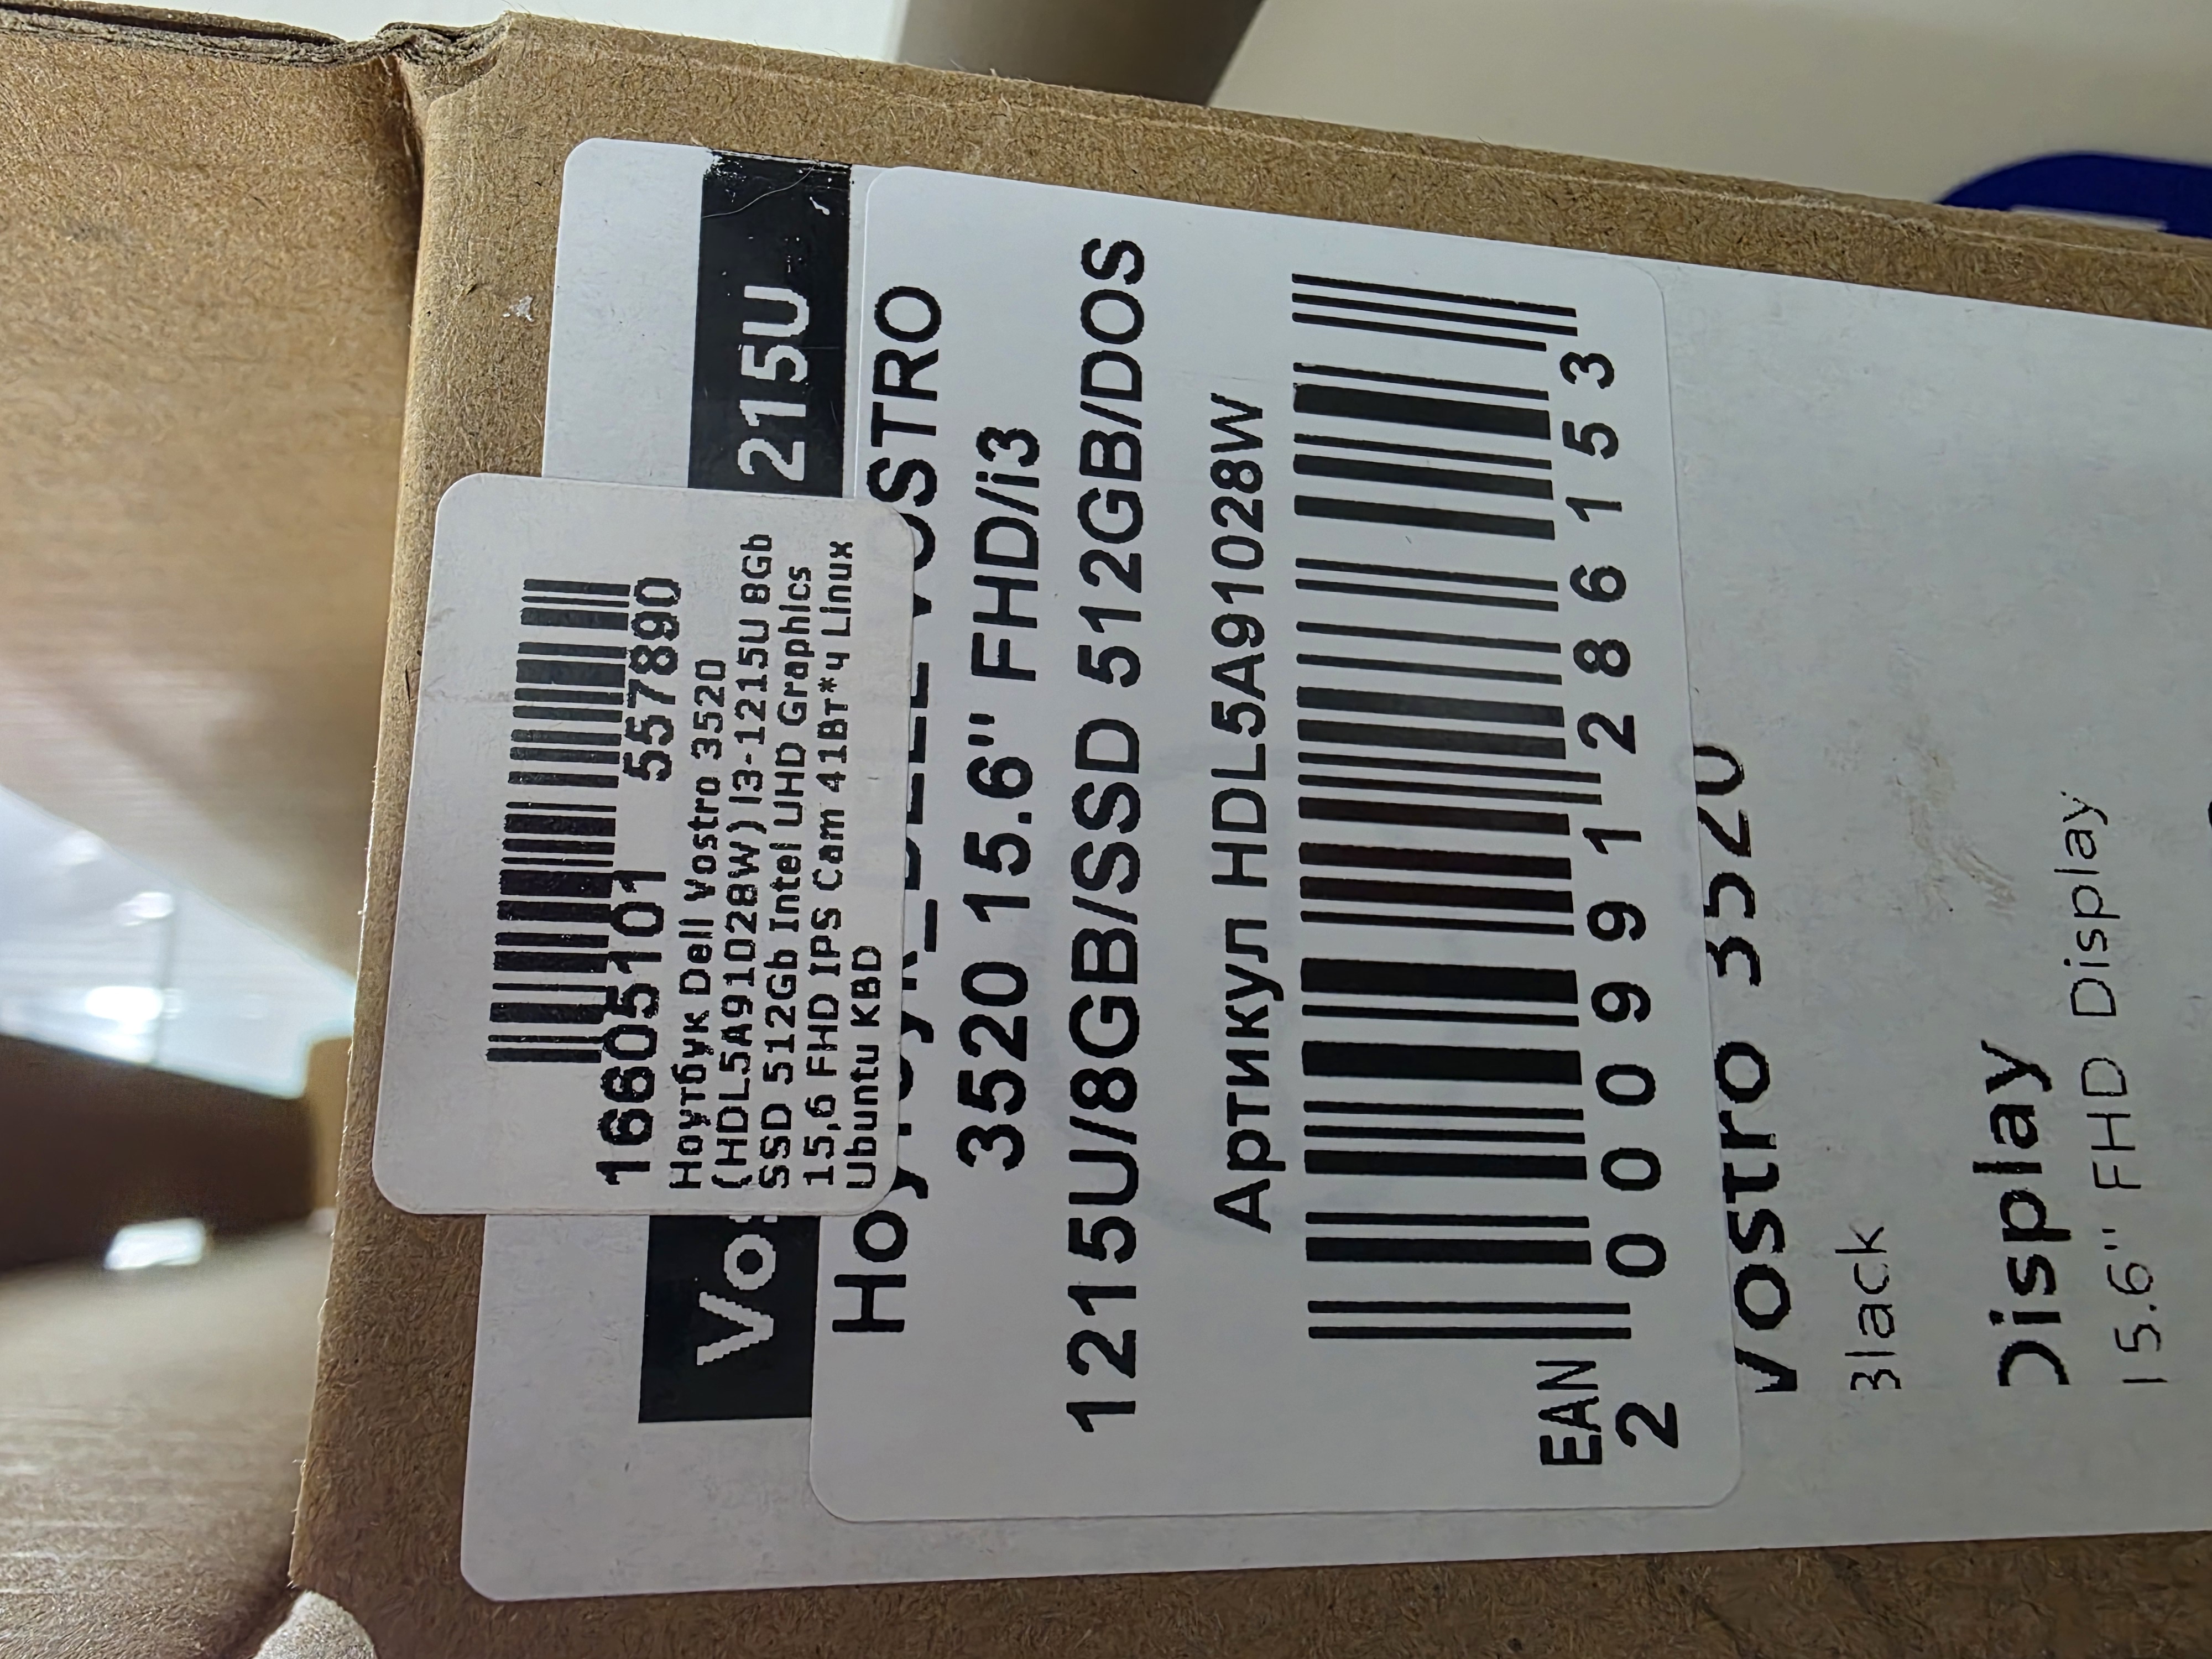 16605101 557890
Ноутбук Dell Vostro 3520
(HDL5A91028W) i3-1215U 8Gb
SSD 512Gb Intel UHD Graphics
15,6 FHD IPS Cam 41Вт*ч Linux
Ubuntu KBD
215U
3520 15.6" FHD/i3
1215U/8GB/SSD 512GB/DOS
Артикул HDL5A91028W
EAN
2 000991 286153
Vostro 3520
Black
Display
15.6" FHD Display